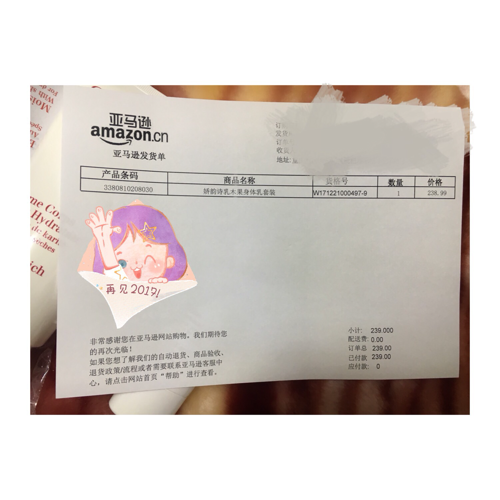 亚马逊
amazon.cn
亚马逊发货单
地址:
产品条码 商品名称 货格号 数量 价格
3380810208030 娇韵诗乳木果身体乳套装 W171221000497-9 1 238.99
再见2019!
非常感谢您在亚马逊网站购物，我们期待您
的再次光临！
如果您想了解我们的自动退货、商品验收，
退货政策/流程或者需要联系亚马逊客服中
心，请点击网站首页“帮助”进行查看。
小计: 239.000
配送费: 0.00
订单总 239.00
已付款 239.00
应付款: 0